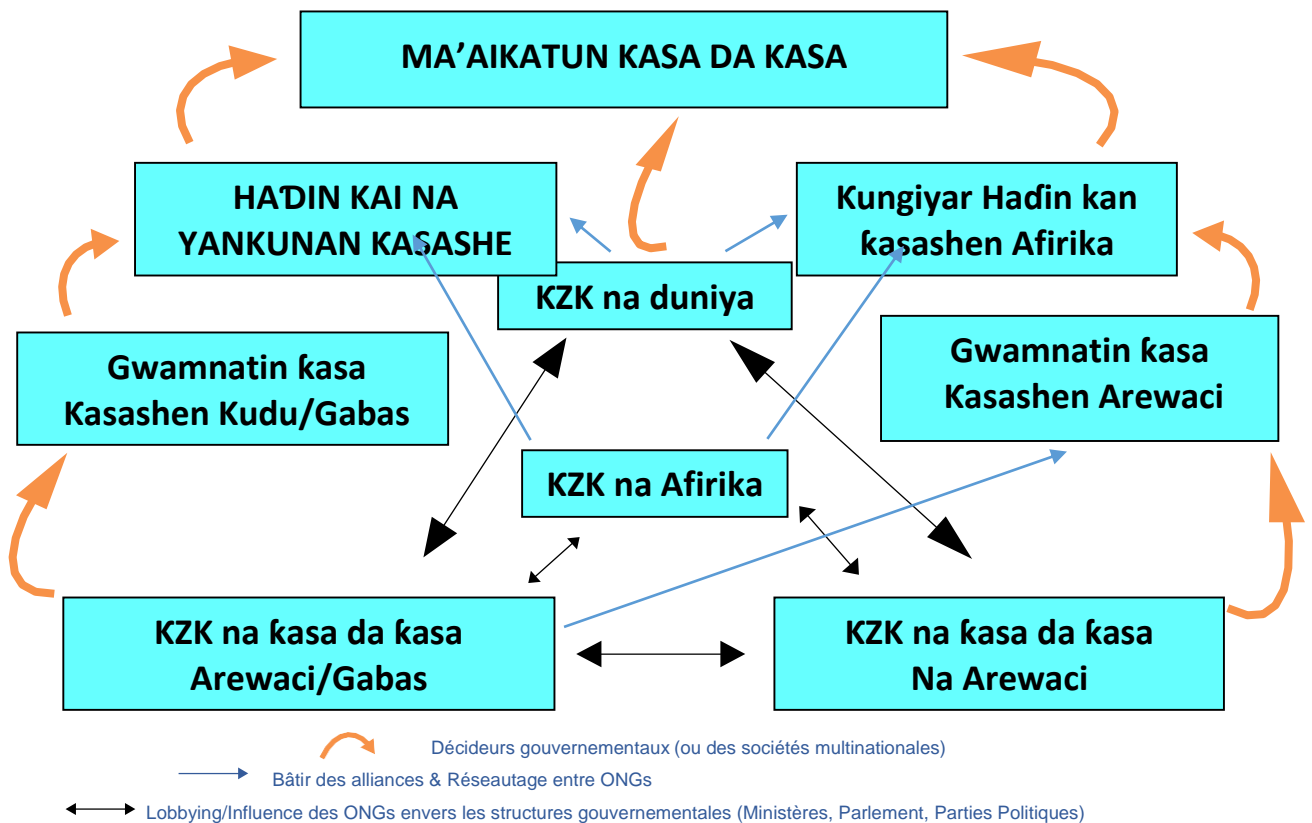 MA’AIKATUN KASA DA KASA
HAƊIN KAI NA
YANKUNAN KASASHE
Kungiyar Haɗin kan
ƙasashen Afirika
KZK na duniya
Gwamnatin ƙasa
Kasashen Kudu/Gabas
Gwamnatin ƙasa
Kasashen Arewaci
KZK na Afirika
KZK na ƙasa da ƙasa
Arewaci/Gabas
KZK na ƙasa da ƙasa
Na Arewaci
Décideurs gouvernementaux (ou des sociétés multinationales)
Bâtir des alliances & Réseautage entre ONGs
Lobbying/Influence des ONGs envers les structures gouvernementales (Ministères, Parlement, Parties Politiques)